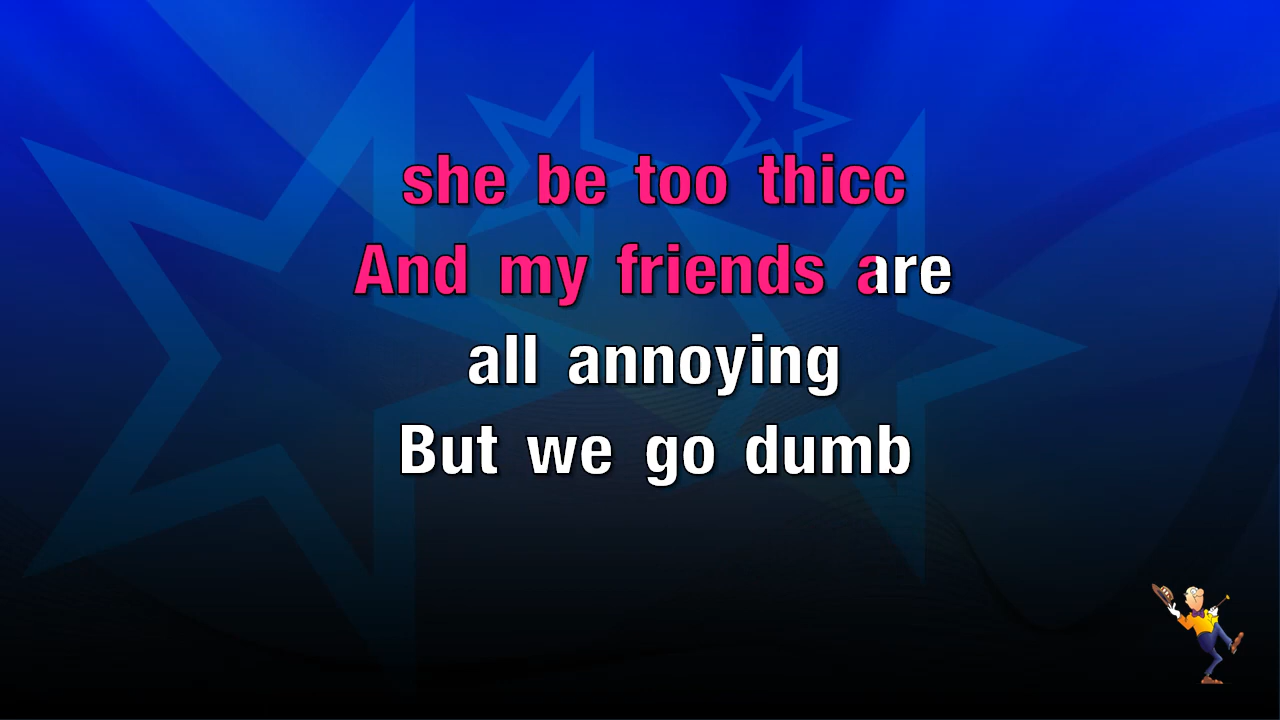 she be too thicc
And my friends are
all annoying
But we go dumb